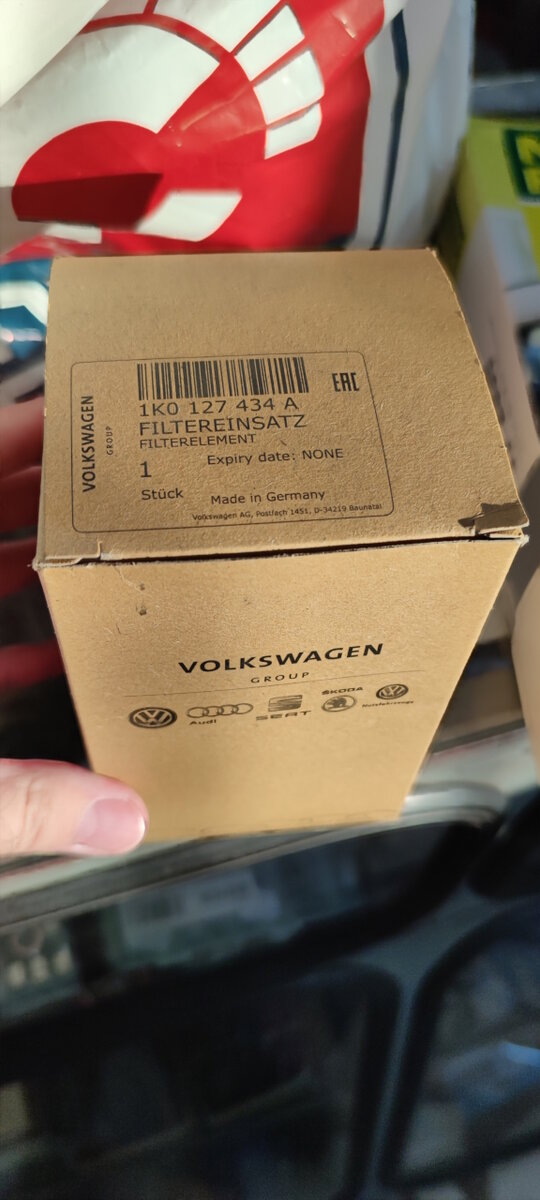 VOLKSWAGEN
GROUP
1K0 127 434 A
EAC
FILTEREINSATZ
FILTERELEMENT
1
Expiry date: NONE
Stück
Made in Germany
Volkswagen AG, Postfach 1451, D-34219 Baunatal
VOLKSWAGEN
GROUP
Audi
SEAT
ŠKODA
Nutzfahrzeuge